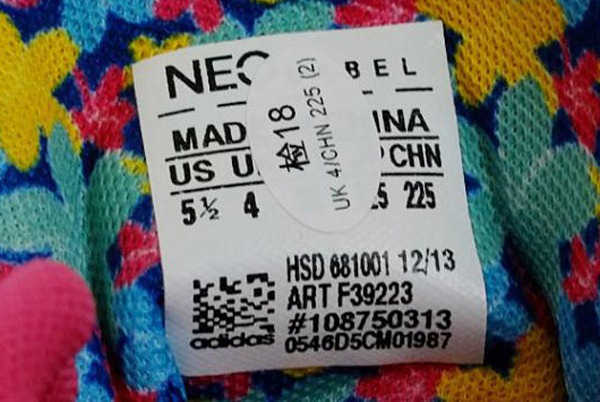 NEO BEL
MAD INA
US U CHN
5½ 4 25 225
检18
UK 4/CHN 225 (2)
HSD 681001 12/13
ART F39223
#108750313
adidas 0546D5CM01987